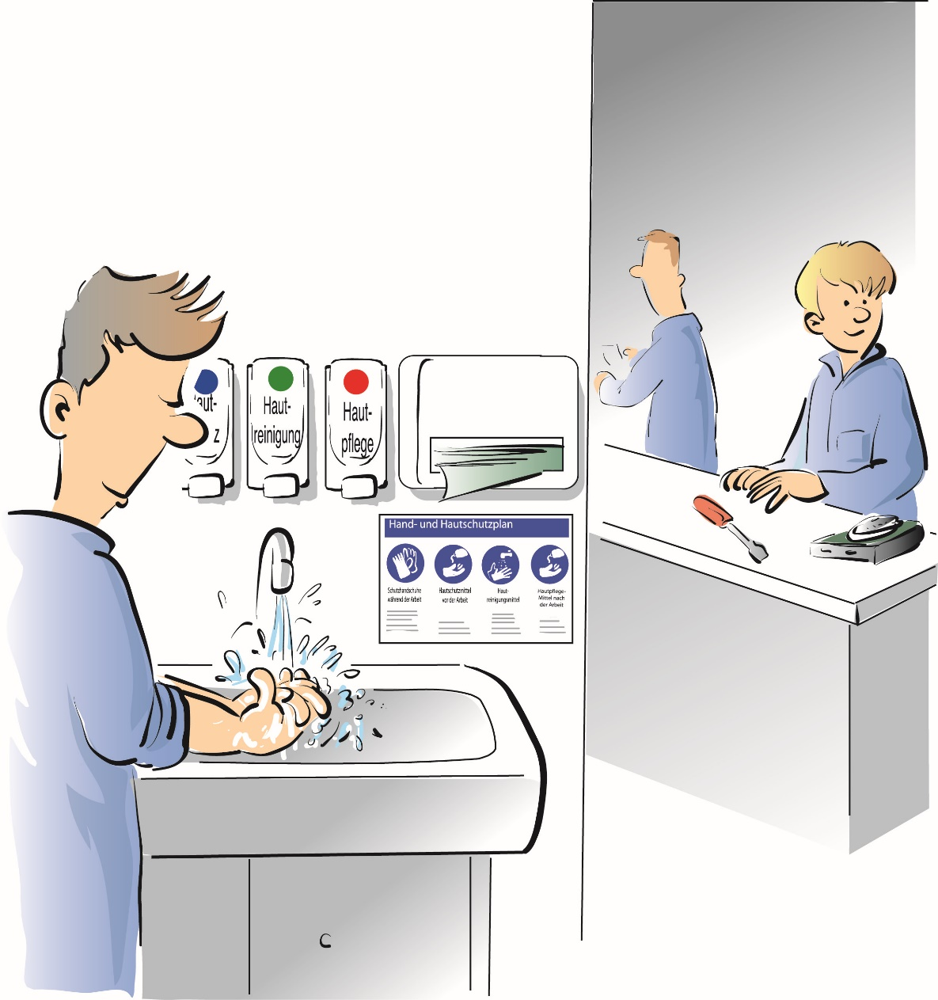 aut-
z
Haut-
reinigung
Haut-
pflege
Hand- und Hautschutzplan
Schutzhandschuhe
während der Arbeit
Hautschutzmittel
vor der Arbeit
Haut-
reinigungsmittel
Hautpflege-
Mittel nach
der Arbeit